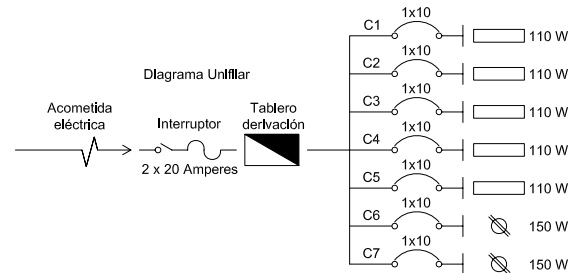 Diagrama Unifilar
Acometida
eléctrica
Interruptor
2 x 20 Amperes
Tablero
derivación
C1
1x10
110 W
C2
1x10
110 W
C3
1x10
110 W
C4
1x10
110 W
C5
1x10
110 W
C6
1x10
150 W
C7
1x10
150 W